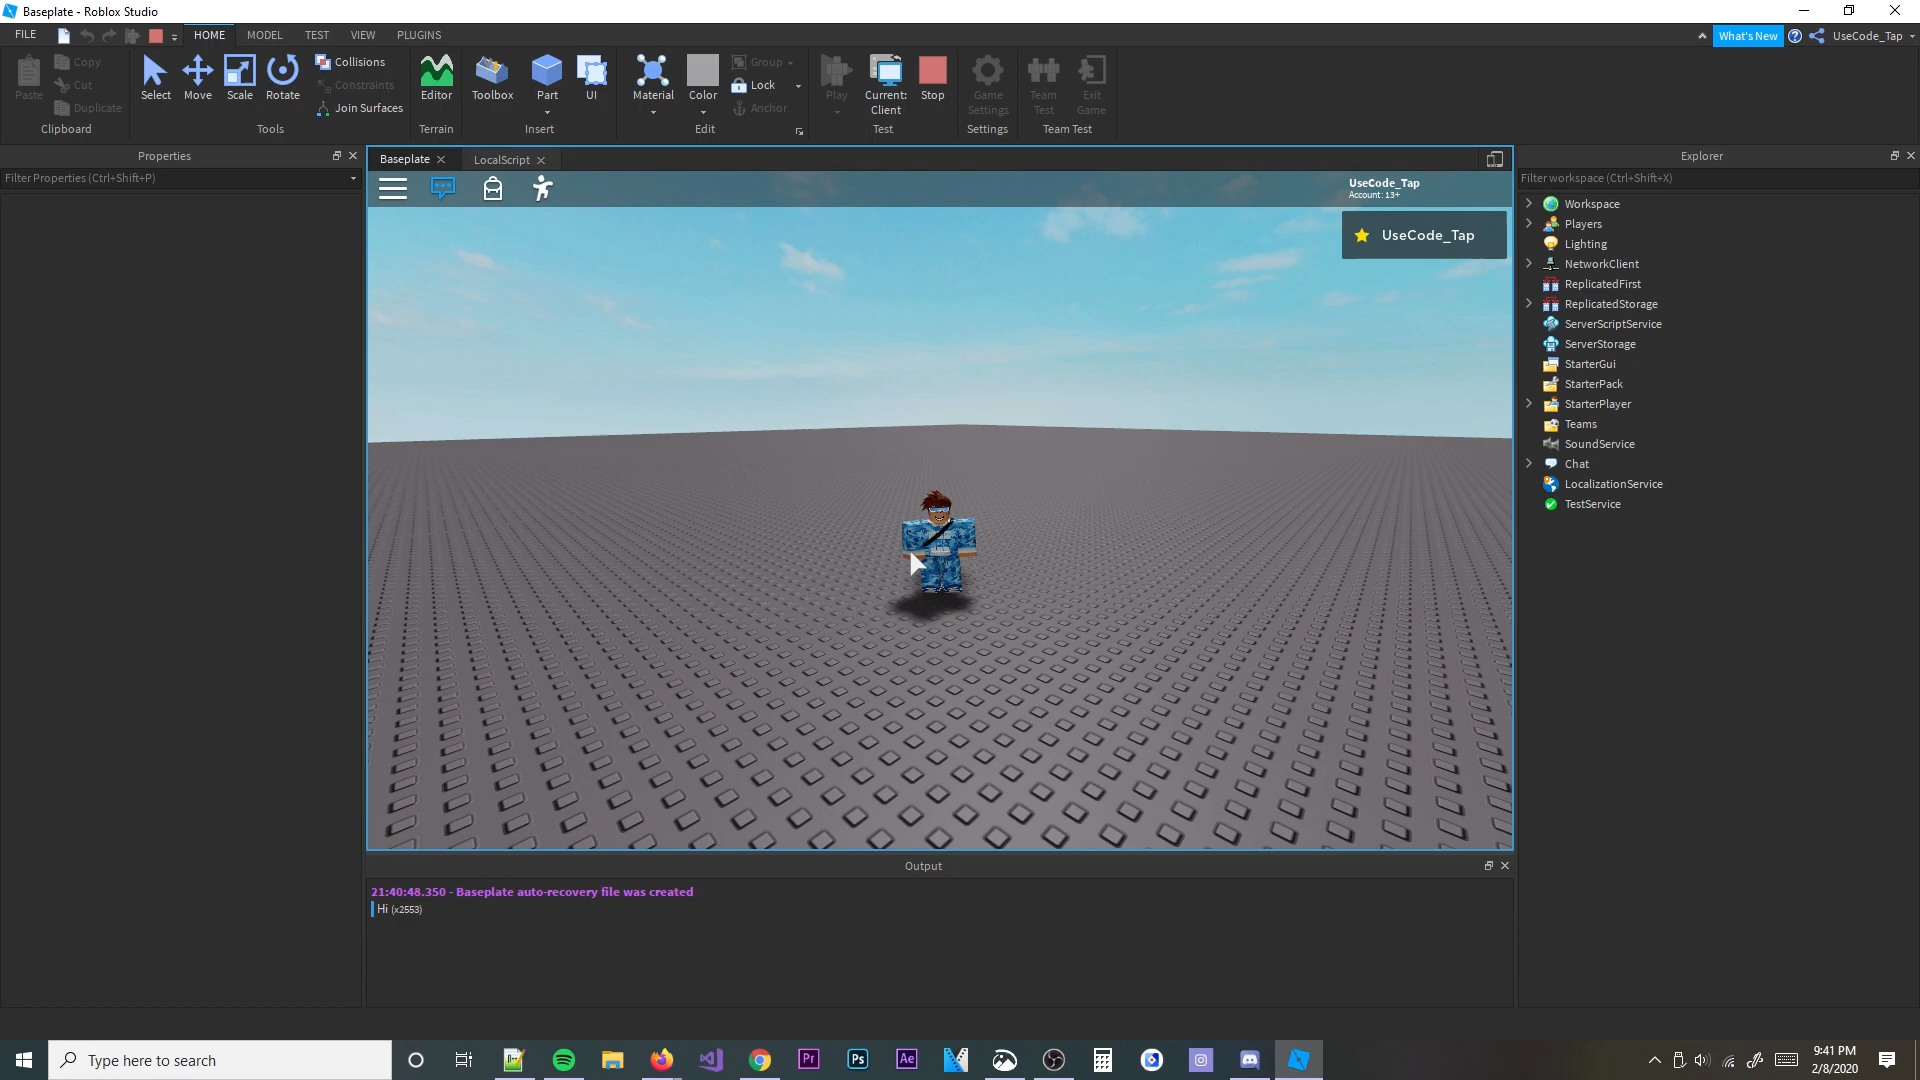 Baseplate - Roblox Studio
FILE HOME MODEL TEST VIEW PLUGINS What's New UseCode_Tap
Paste Copy Cut Duplicate
Clipboard
Select Move Scale Rotate Collisions Constraints Join Surfaces
Tools
Editor
Terrain
Toolbox Part UI
Insert
Material Color Group Lock Anchor
Edit
Play Current: Client Stop
Test
Game Settings
Settings
Team Test Exit Game
Team Test
Properties
Filter Properties (Ctrl+Shift+P)
Baseplate LocalScript
UseCode_Tap
Account: 13+
UseCode_Tap
Explorer
Filter workspace (Ctrl+Shift+X)
Workspace
Players
Lighting
NetworkClient
ReplicatedFirst
ReplicatedStorage
ServerScriptService
ServerStorage
StarterGui
StarterPack
StarterPlayer
Teams
SoundService
Chat
LocalizationService
TestService
Output
21:40:48.350 - Baseplate auto-recovery file was created
Hi (x2553)
Type here to search
Pr Ps Ae
9:41 PM
2/8/2020